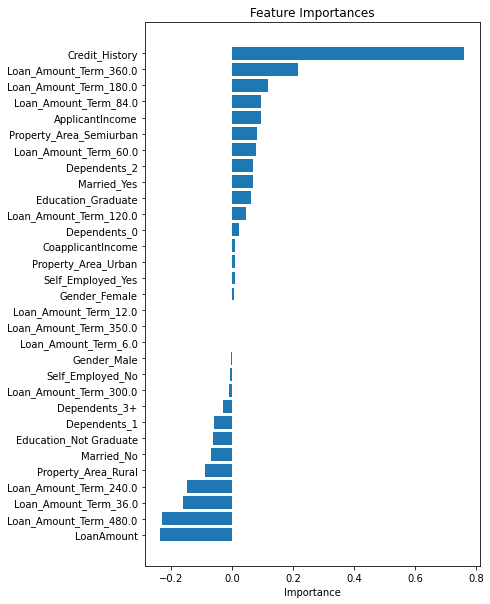 Feature Importances
Credit_History
Loan_Amount_Term_360.0
Loan_Amount_Term_180.0
Loan_Amount_Term_84.0
ApplicantIncome
Property_Area_Semiurban
Loan_Amount_Term_60.0
Dependents_2
Married_Yes
Education_Graduate
Loan_Amount_Term_120.0
Dependents_0
CoapplicantIncome
Property_Area_Urban
Self_Employed_Yes
Gender_Female
Loan_Amount_Term_12.0
Loan_Amount_Term_350.0
Loan_Amount_Term_6.0
Gender_Male
Self_Employed_No
Loan_Amount_Term_300.0
Dependents_3+
Dependents_1
Education_Not Graduate
Married_No
Property_Area_Rural
Loan_Amount_Term_240.0
Loan_Amount_Term_36.0
Loan_Amount_Term_480.0
LoanAmount
−0.2 0.0 0.2 0.4 0.6 0.8
Importance